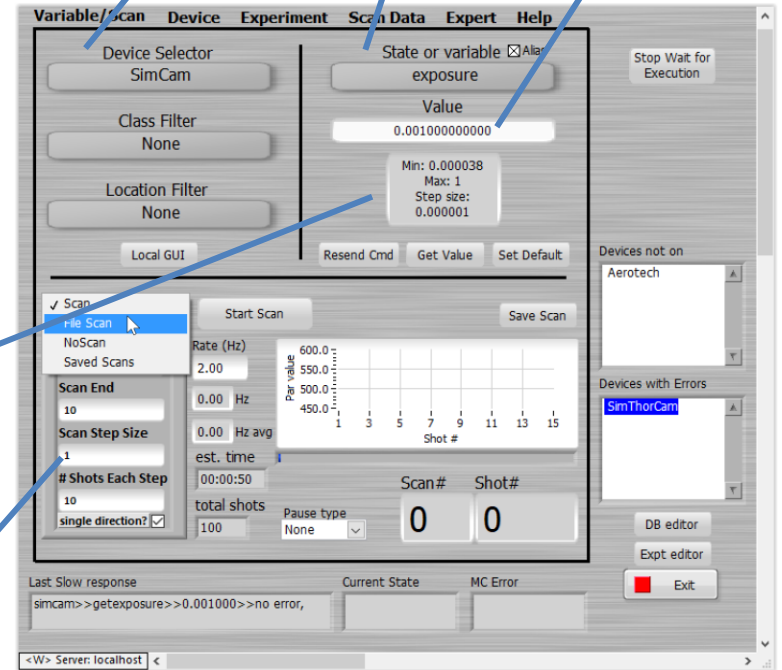 Variable/Scan Device Experiment Scan Data Expert Help
Device Selector
SimCam
Class Filter
None
Location Filter
None
Local GUI
State or variable Alias
exposure
Value
0.001000000000
Min: 0.000038
Max: 1
Step size:
0.000001
Resend Cmd Get Value Set Default
Stop Wait for
Execution
Devices not on
Aerotech
✓ Scan
File Scan
NoScan
Saved Scans
Start Scan
Save Scan
Scan End
10
Scan Step Size
1
# Shots Each Step
10
single direction?
Rate (Hz)
2.00
0.00 Hz
0.00 Hz avg
est. time
00:00:50
total shots
100
Par value
600.0
550.0
500.0
450.0
1 3 5 7 9 11 13 15
Shot #
Pause type
None
Scan# Shot#
0 0
Devices with Errors
SimThorCam
DB editor
Expt editor
Exit
Last Slow response
simcam>>getexposure>>0.001000>>no error,
Current State
MC Error
<W> Server: localhost